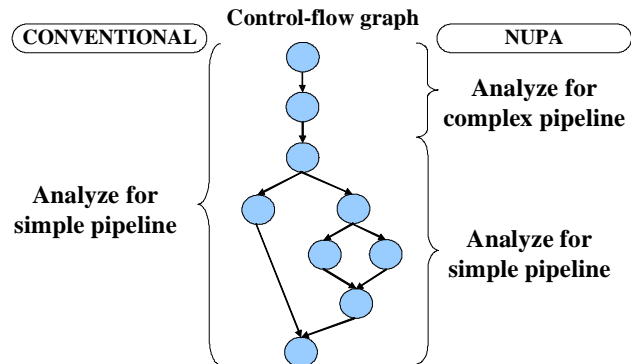 Control-flow graph
CONVENTIONAL
NUPA
Analyze for
complex pipeline
Analyze for
simple pipeline
Analyze for
simple pipeline